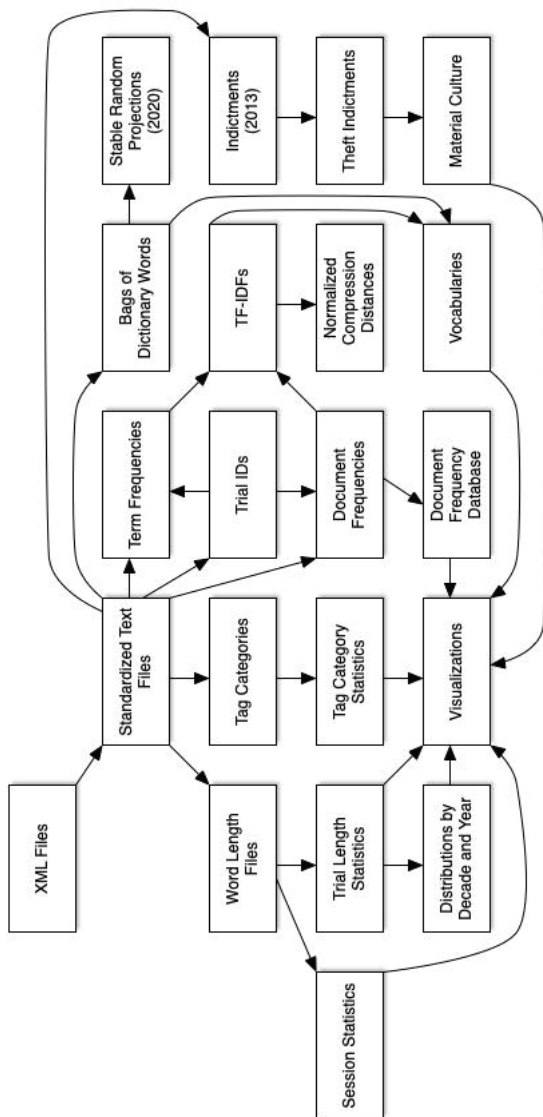 XML Files
Standardized Text
Files
Term Frequencies
Bags of
Dictionary Words
Stable Random
Projections
(2020)
Word Length
Files
Tag Categories
Trial IDs
TF-IDFs
Indictments
(2013)
Session Statistics
Trial Length
Statistics
Tag Category
Statistics
Document
Frequencies
Normalized
Compression
Distances
Theft Indictments
Distributions by
Decade and Year
Visualizations
Document
Frequency
Database
Vocabularies
Material Culture